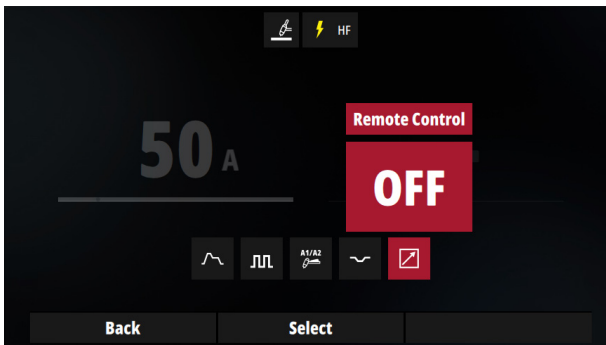 HF
Remote Control
50 A
OFF
A1/A2
Back Select